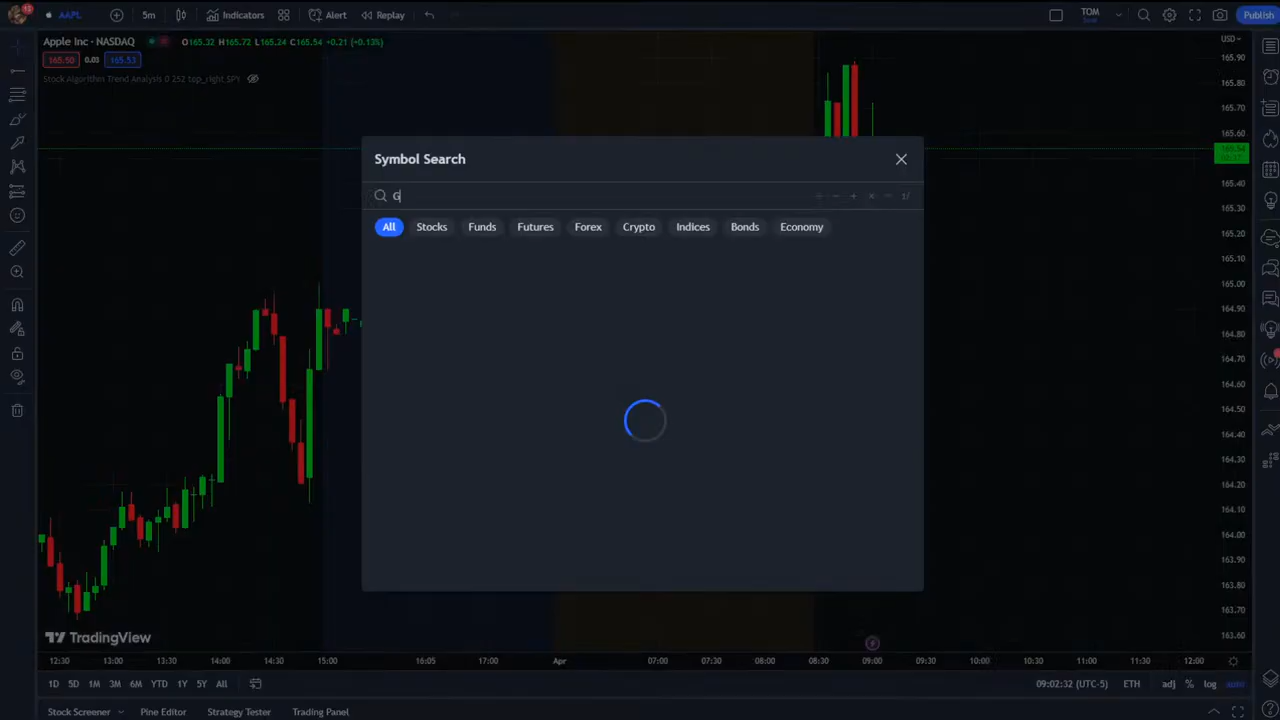 AAPL 5m Indicators Alert Replay TOM Save Publish
Apple Inc · NASDAQ O165.32 H165.72 L165.24 C165.54 +0.21 (+0.13%) USD
165.50 0.03 165.53
Stock Algorithm Trend Analysis 0 252 top_right SPY
Symbol Search
G
All Stocks Funds Futures Forex Crypto Indices Bonds Economy
165.90
165.80
165.70
165.60
165.54
165.40
165.30
165.20
165.10
165.00
164.90
164.80
164.70
164.60
164.50
164.40
164.30
164.20
164.10
164.00
163.90
163.80
163.70
163.60
TradingView
12:30 13:00 13:30 14:00 14:30 15:00 16:05 17:00 Apr 07:00 07:30 08:00 08:30 09:00 09:30 10:00 10:30 11:00 11:30 12:00
1D 5D 1M 3M 6M YTD 1Y 5Y All 09:02:32 (UTC-5) ETH adj % log auto
Stock Screener Pine Editor Strategy Tester Trading Panel